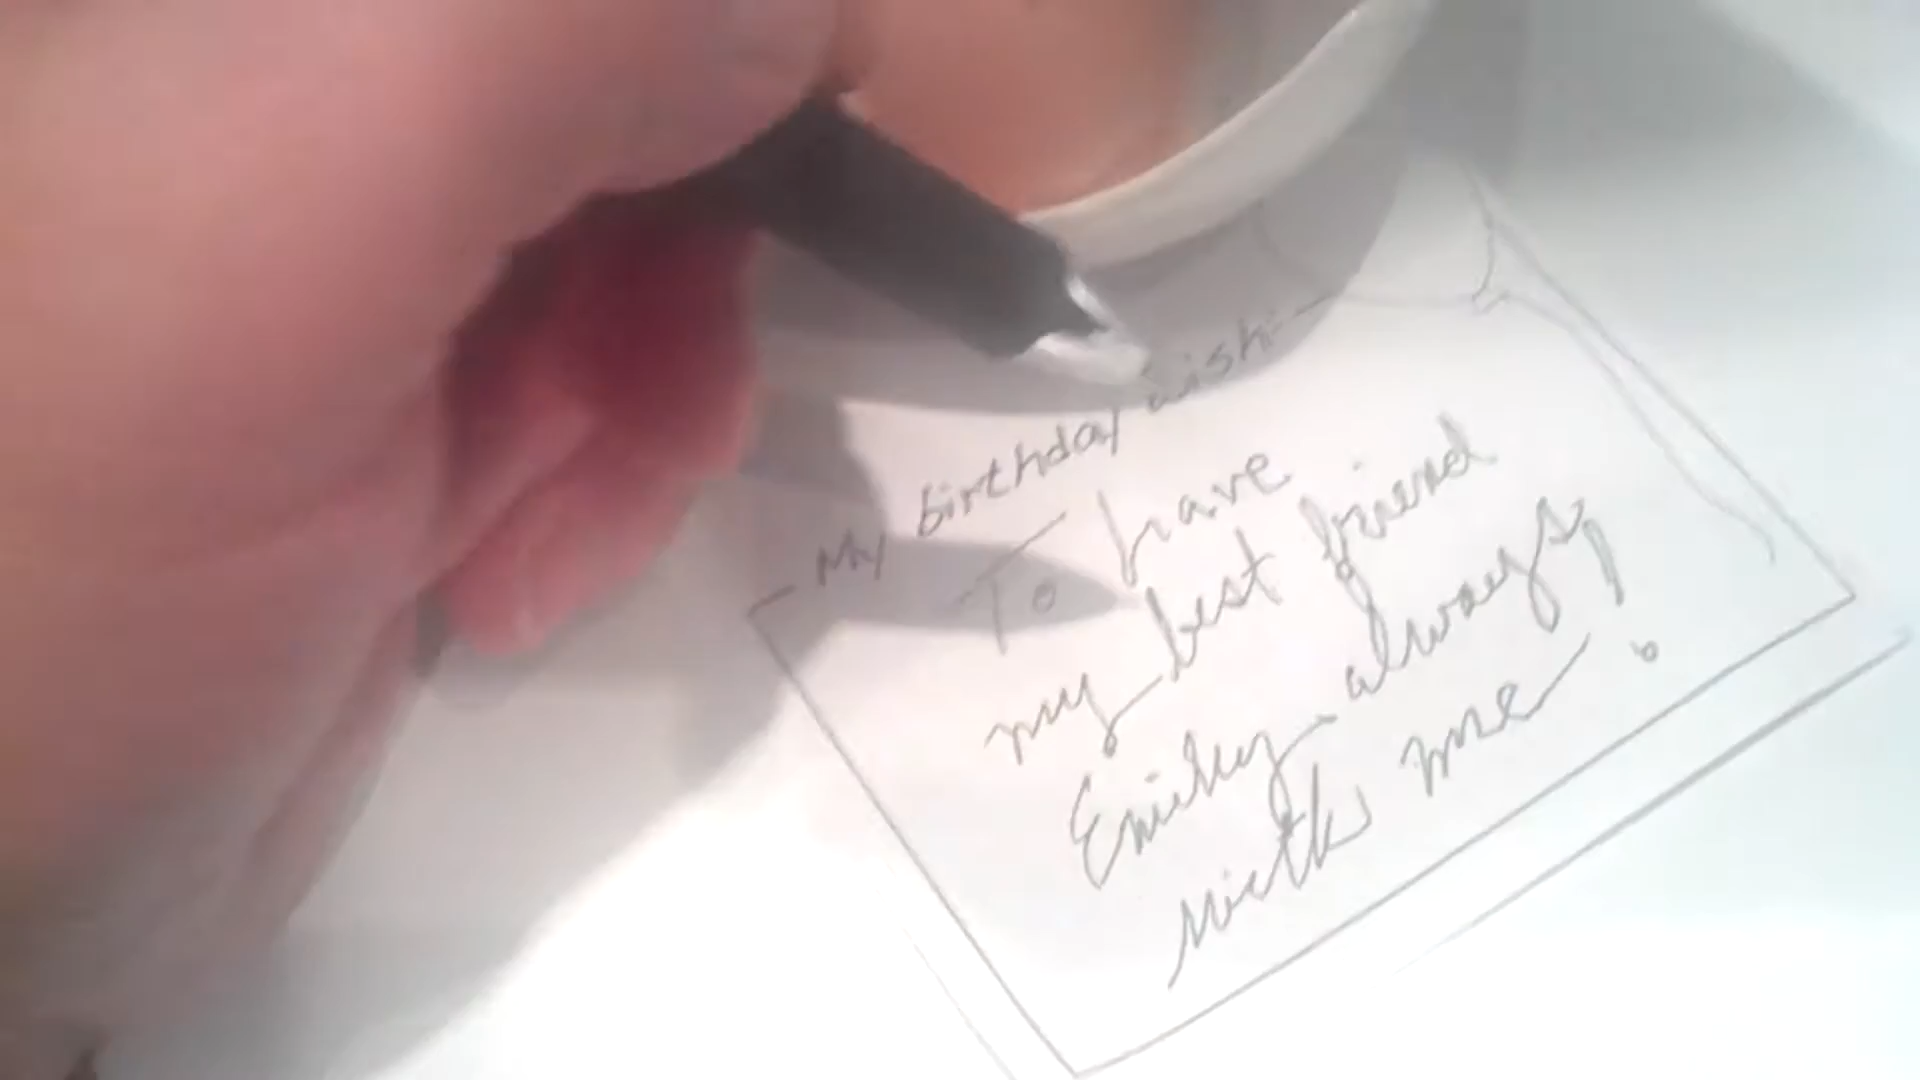 My birthday wish:-
To have
my best friend
Emily always,
with me!